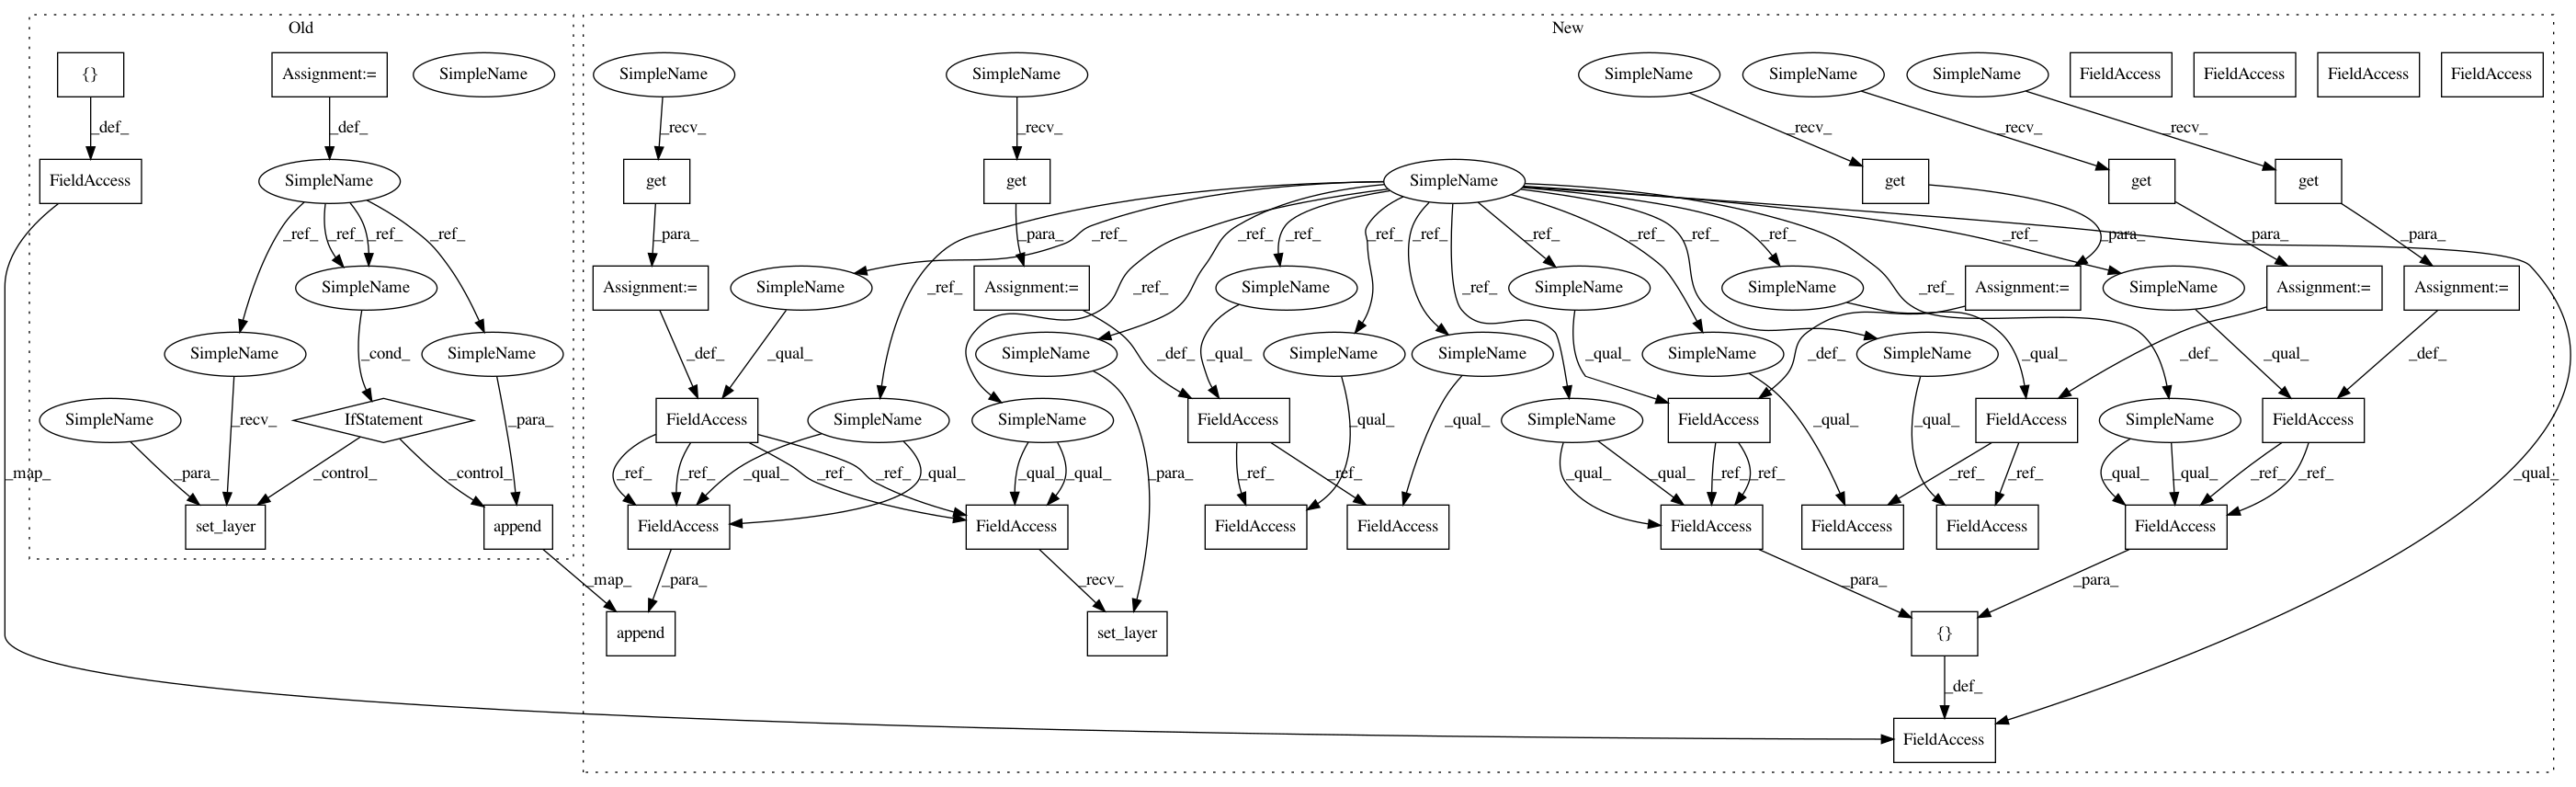 Old New
{} Assignment:= SimpleName SimpleName SimpleName SimpleName SimpleName SimpleName FieldAccess FieldAccess FieldAccess FieldAccess
_def_ _def_ _recv_ _recv_ _recv_ _recv_ _recv_
FieldAccess SimpleName get get SimpleName get get get
_ref_ _ref_ _ref_ _ref_ _para_ _ref_ _para_ _ref_ _ref_ _ref_ _ref_ _ref_ _ref_ _ref_ _ref_ _ref_ _para_ _para_ _para_
SimpleName Assignment:= SimpleName Assignment:= SimpleName SimpleName SimpleName Assignment:= SimpleName Assignment:= Assignment:=
_ref_ _ref_ _ref_ _ref_
SimpleName SimpleName SimpleName SimpleName SimpleName SimpleName SimpleName
_cond_ _def_ _qual_ _def_ _qual_ _qual_ _def_ _qual_ _def_ _qual_ _def_
SimpleName IfStatement FieldAccess SimpleName SimpleName FieldAccess SimpleName FieldAccess FieldAccess SimpleName FieldAccess
_recv_ _para_ _qual_ _qual_ _qual_ _qual_
_map_ _para_ _control_ _control_ _ref_ _ref_ _ref_ _ref_ _qual_ _qual_ _qual_ _qual_ _para_ _ref_ _ref_ _qual_ _qual_ _ref_ _ref_ _ref_ _ref_ _qual_ _qual_ _ref_ _ref_ _qual_
set_layer append FieldAccess FieldAccess FieldAccess FieldAccess FieldAccess FieldAccess FieldAccess FieldAccess
_map_ _para_ _recv_ _para_ _para_
append set_layer {}
_def_
FieldAccess